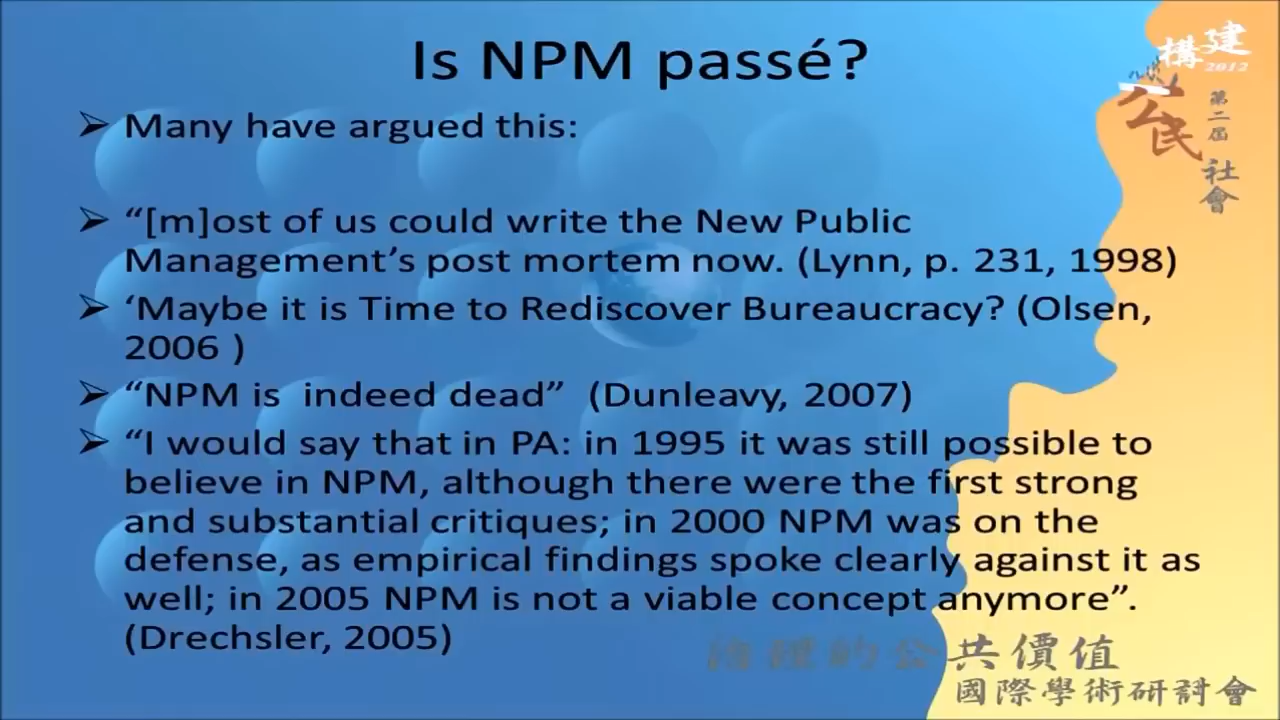 Is NPM passé?
➢ Many have argued this:
➢ “[m]ost of us could write the New Public
Management’s post mortem now. (Lynn, p. 231, 1998)
➢ ‘Maybe it is Time to Rediscover Bureaucracy? (Olsen,
2006 )
➢ “NPM is indeed dead” (Dunleavy, 2007)
➢ “I would say that in PA: in 1995 it was still possible to
believe in NPM, although there were the first strong
and substantial critiques; in 2000 NPM was on the
defense, as empirical findings spoke clearly against it as
well; in 2005 NPM is not a viable concept anymore”.
(Drechsler, 2005)
構建
2012
公民
第二屆
社會
的公共價值
國際學術研討會